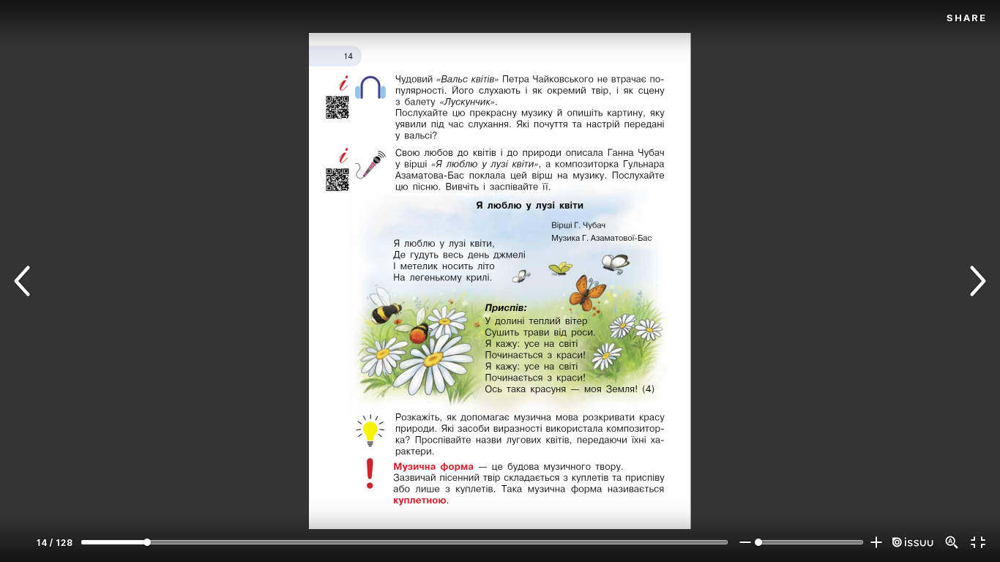 SHARE
14
Чудовий «Вальс квітів» Петра Чайковського не втрачає по-
пулярності. Його слухають і як окремий твір, і як сцену
з балету «Лускунчик».
Послухайте цю прекрасну музику й опишіть картину, яку
уявили під час слухання. Які почуття та настрій передані
у вальсі?
Свою любов до квітів і до природи описала Ганна Чубач
у вірші «Я люблю у лузі квіти», а композиторка Гульнара
Азаматова-Бас поклала цей вірш на музику. Послухайте
цю пісню. Вивчіть і заспівайте її.
Я люблю у лузі квіти
Вірші Г. Чубач
Музика Г. Азаматової-Бас
Я люблю у лузі квіти,
Де гудуть весь день джмелі
І метелик носить літо
На легенькому крилі.
Приспів:
У долині теплий вітер
Сушить трави від роси.
Я кажу: усе на світі
Починається з краси!
Я кажу: усе на світі
Починається з краси!
Ось така красуня — моя Земля! (4)
Розкажіть, як допомагає музична мова розкривати красу
природи. Які засоби виразності використала композитор-
ка? Проспівайте назви лугових квітів, передаючи їхні ха-
рактери.
Музична форма — це будова музичного твору.
Зазвичай пісенний твір складається з куплетів та приспіву
або лише з куплетів. Така музична форма називається
куплетною.
14 / 128
issuu